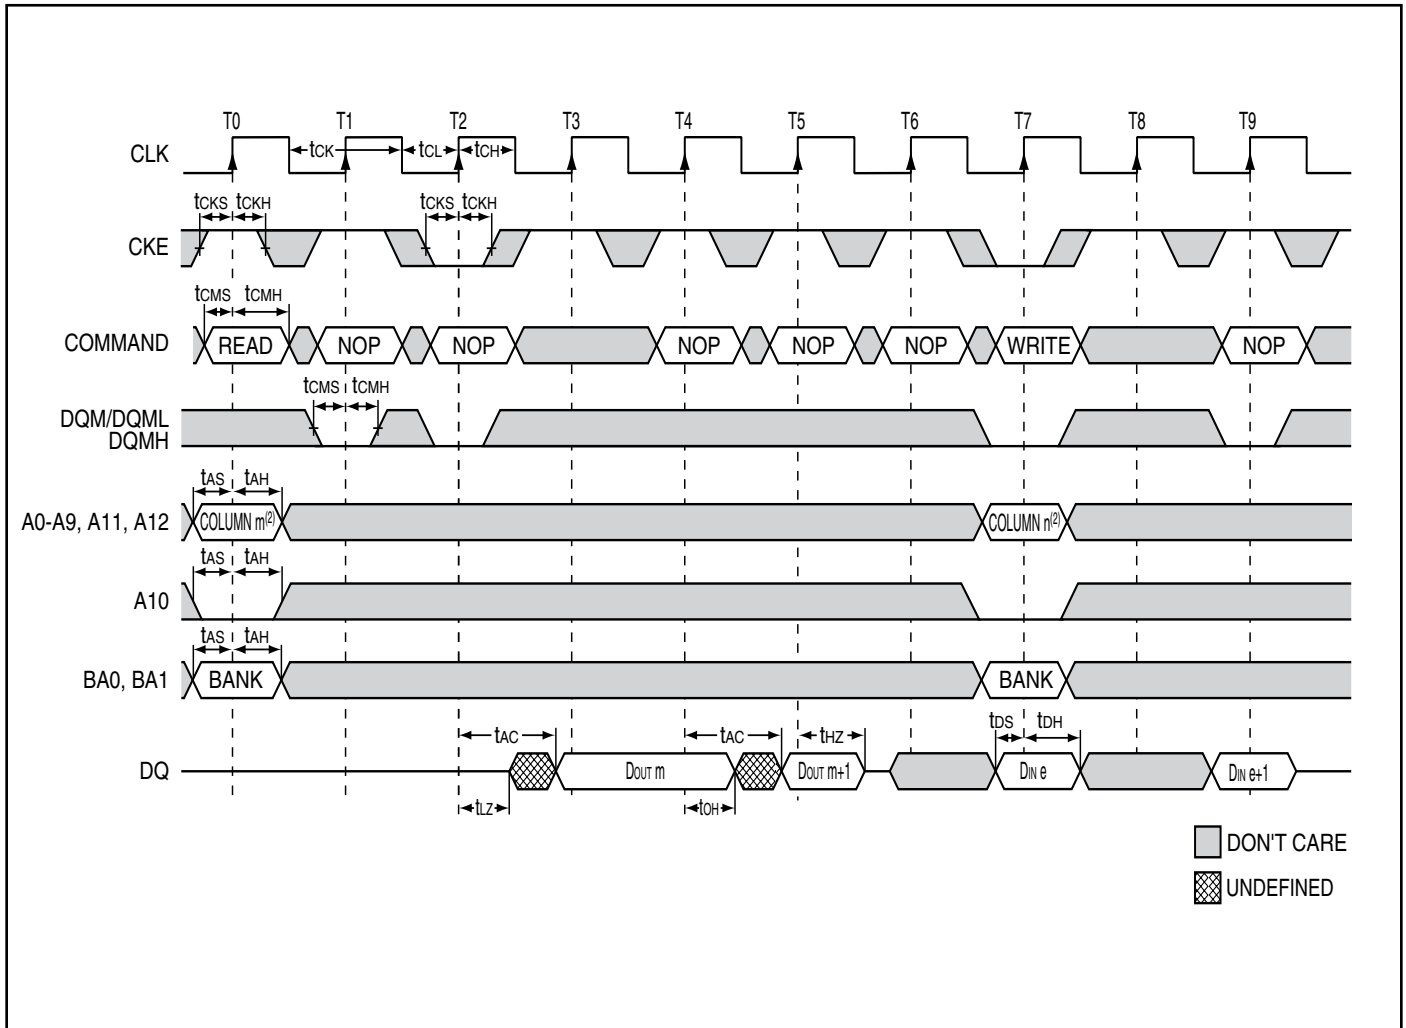 T0 T1 T2 T3 T4 T5 T6 T7 T8 T9
CLK tCK tCL tCH
tCKS tCKH tCKS tCKH
CKE
tCMS tCMH
COMMAND READ NOP NOP NOP NOP NOP WRITE NOP
tCMS tCMH
DQM/DQML
DQMH
tAS tAH
A0-A9, A11, A12 COLUMN m(2) COLUMN n(2)
tAS tAH
A10
tAS tAH
BA0, BA1 BANK BANK
tAC tAC tHZ tDS tDH
DQ DOUT m DOUT m+1 DIN e DIN e+1
tLZ tOH
DON'T CARE
UNDEFINED